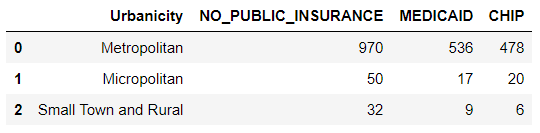 Urbanicity NO_PUBLIC_INSURANCE MEDICAID CHIP
0 Metropolitan 970 536 478
1 Micropolitan 50 17 20
2 Small Town and Rural 32 9 6